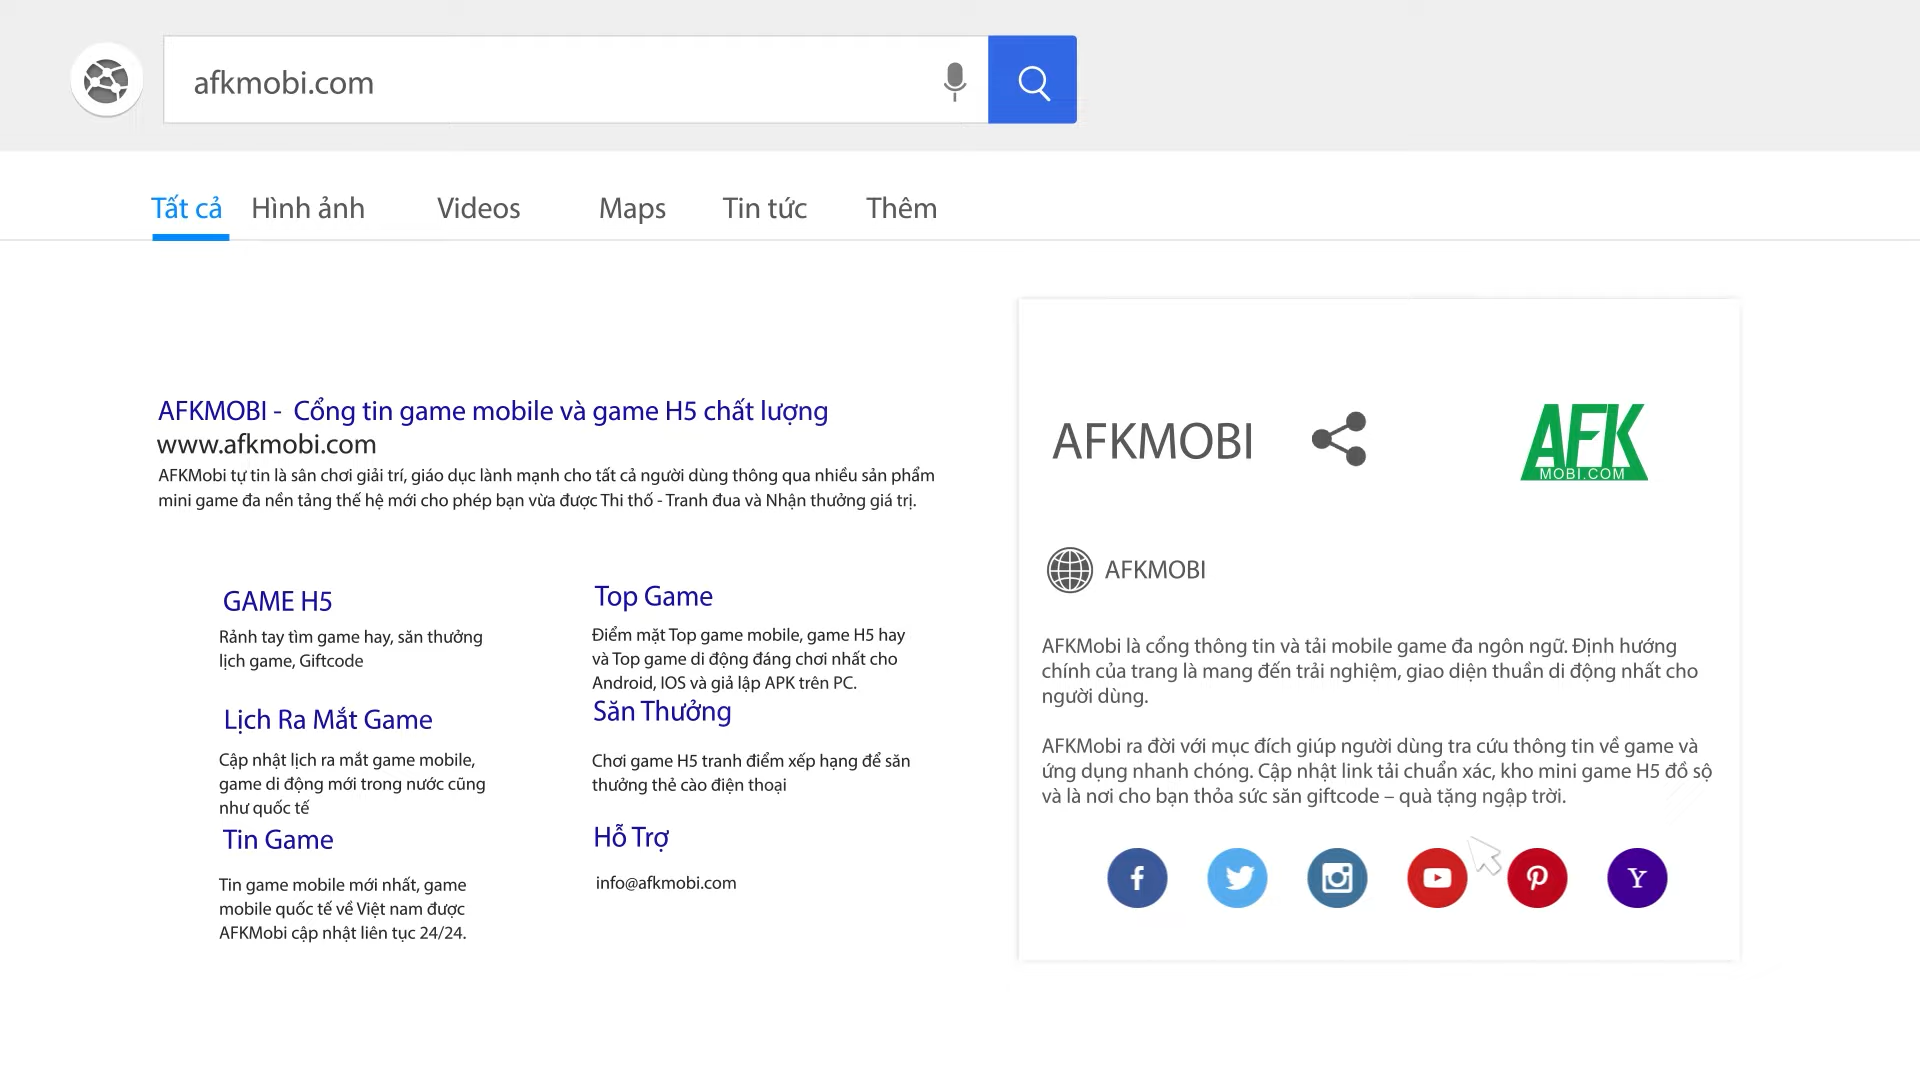 afkmobi.com
Tất cả
Hình ảnh
Videos
Maps
Tin tức
Thêm
AFKMOBI - Cổng tin game mobile và game H5 chất lượng
www.afkmobi.com
AFKMobi tự tin là sân chơi giải trí, giáo dục lành mạnh cho tất cả người dùng thông qua nhiều sản phẩm
mini game đa nền tảng thế hệ mới cho phép bạn vừa được Thi thố - Tranh đua và Nhận thưởng giá trị.
GAME H5
Rảnh tay tìm game hay, săn thưởng
lịch game, Giftcode
Lịch Ra Mắt Game
Cập nhật lịch ra mắt game mobile,
game di động mới trong nước cũng
như quốc tế
Tin Game
Tin game mobile mới nhất, game
mobile quốc tế về Việt nam được
AFKMobi cập nhật liên tục 24/24.
Top Game
Điểm mặt Top game mobile, game H5 hay
và Top game di động đáng chơi nhất cho
Android, IOS và giả lập APK trên PC.
Săn Thưởng
Chơi game H5 tranh điểm xếp hạng để săn
thưởng thẻ cào điện thoại
Hỗ Trợ
info@afkmobi.com
AFKMOBI
AFK
MOBI.COM
AFKMOBI
AFKMobi là cổng thông tin và tải mobile game đa ngôn ngữ. Định hướng
chính của trang là mang đến trải nghiệm, giao diện thuần di động nhất cho
người dùng.
AFKMobi ra đời với mục đích giúp người dùng tra cứu thông tin về game và
ứng dụng nhanh chóng. Cập nhật link tải chuẩn xác, kho mini game H5 đồ sộ
và là nơi cho bạn thỏa sức săn giftcode – quà tặng ngập trời.